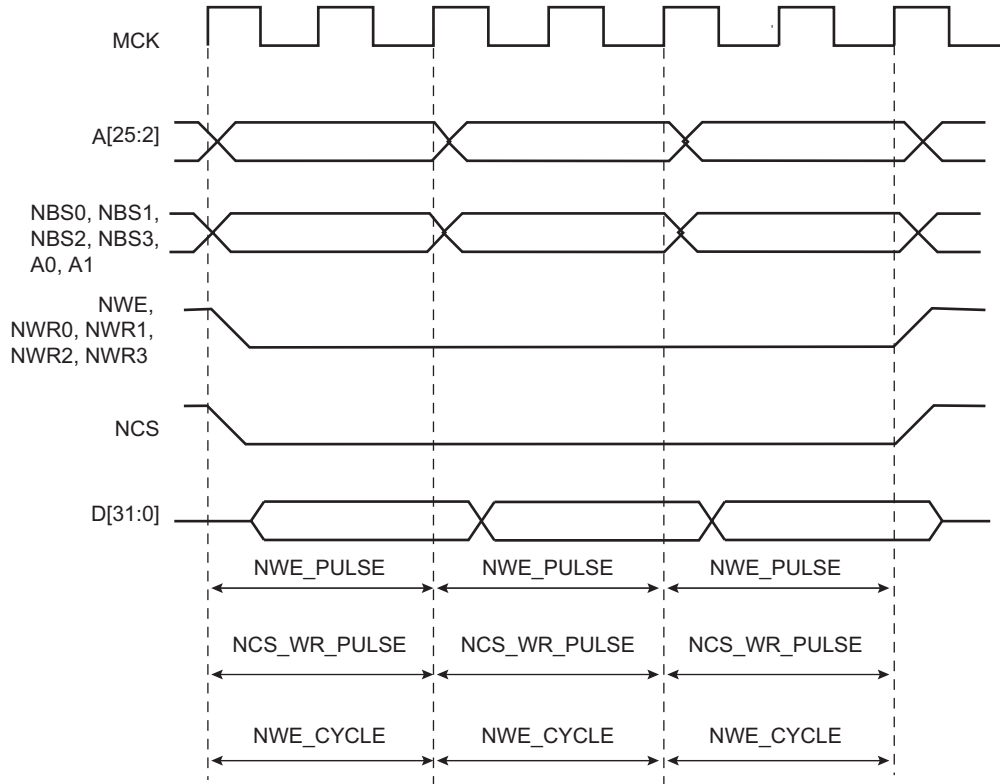 MCK
A[25:2]
NBS0, NBS1,
NBS2, NBS3,
A0, A1
NWE,
NWR0, NWR1,
NWR2, NWR3
NCS
D[31:0]
NWE_PULSE NWE_PULSE NWE_PULSE
NCS_WR_PULSE NCS_WR_PULSE NCS_WR_PULSE
NWE_CYCLE NWE_CYCLE NWE_CYCLE